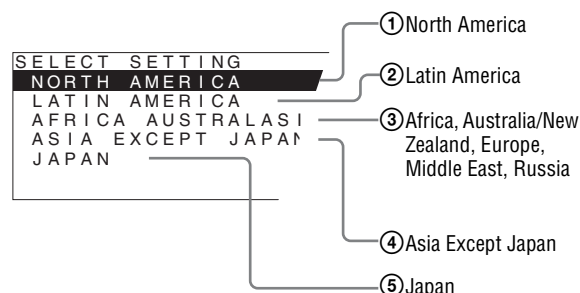 SELECT SETTING
NORTH AMERICA
LATIN AMERICA
AFRICA AUSTRALASI
ASIA EXCEPT JAPAN
JAPAN
①North America
②Latin America
③Africa, Australia/New
Zealand, Europe,
Middle East, Russia
④Asia Except Japan
⑤Japan